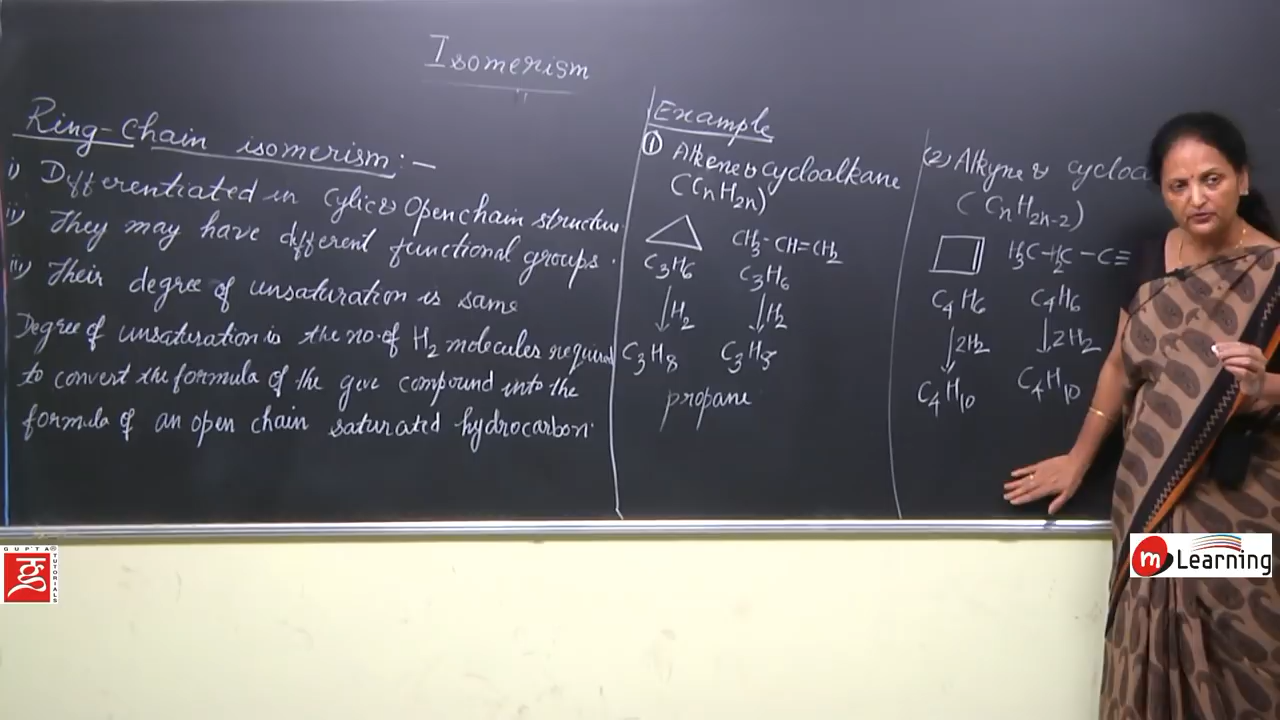 Isomerism
Ring-Chain isomerism:-
i) Differentiated in Cylic & Open chain structure
ii) They may have different functional groups.
iii) Their degree of unsaturation is same
Degree of unsaturation is the no. of H2 molecules required
to convert the formula of the give compound into the
formula of an open chain saturated hydrocarbon.
Example
① Alkene & cycloalkane
(CnH2n)
CH3-CH=CH2
C3H6 C3H6
↓H2 ↓H2
C3H8 C3H8
propane
(2) Alkyne & cycloa
(CnH2n-2)
H3C-H2C-C≡
C4H6 C4H6
↓2H2 ↓2H2
C4H10 C4H10
GUPTA®
TUTORIALS
m Learning